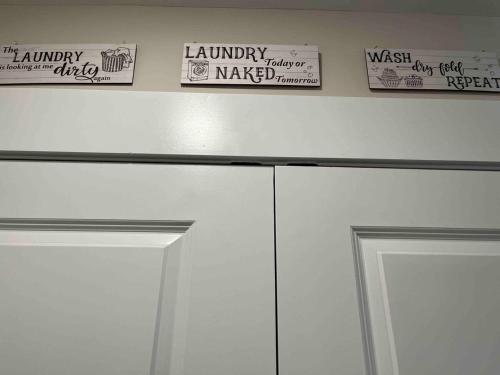 The
LAUNDRY
is looking at me dirty
again
LAUNDRY
Today or
NAKED
Tomorrow
WASH
dry fold
REPEAT